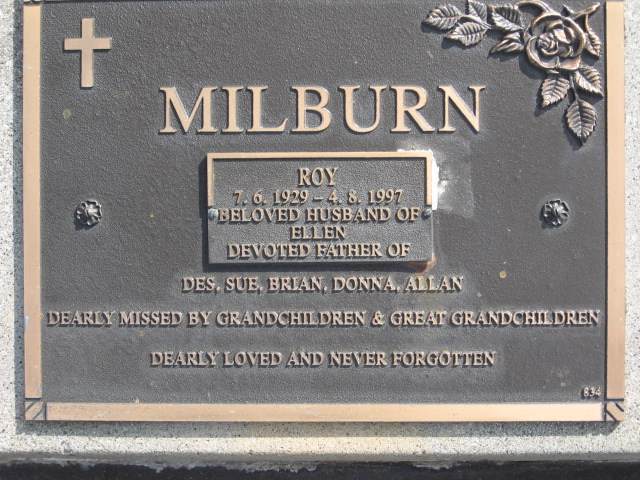 MILBURN
ROY
7. 6. 1929 – 4. 8. 1997
BELOVED HUSBAND OF
ELLEN
DEVOTED FATHER OF
DES, SUE, BRIAN, DONNA, ALLAN
DEARLY MISSED BY GRANDCHILDREN & GREAT GRANDCHILDREN
DEARLY LOVED AND NEVER FORGOTTEN
834